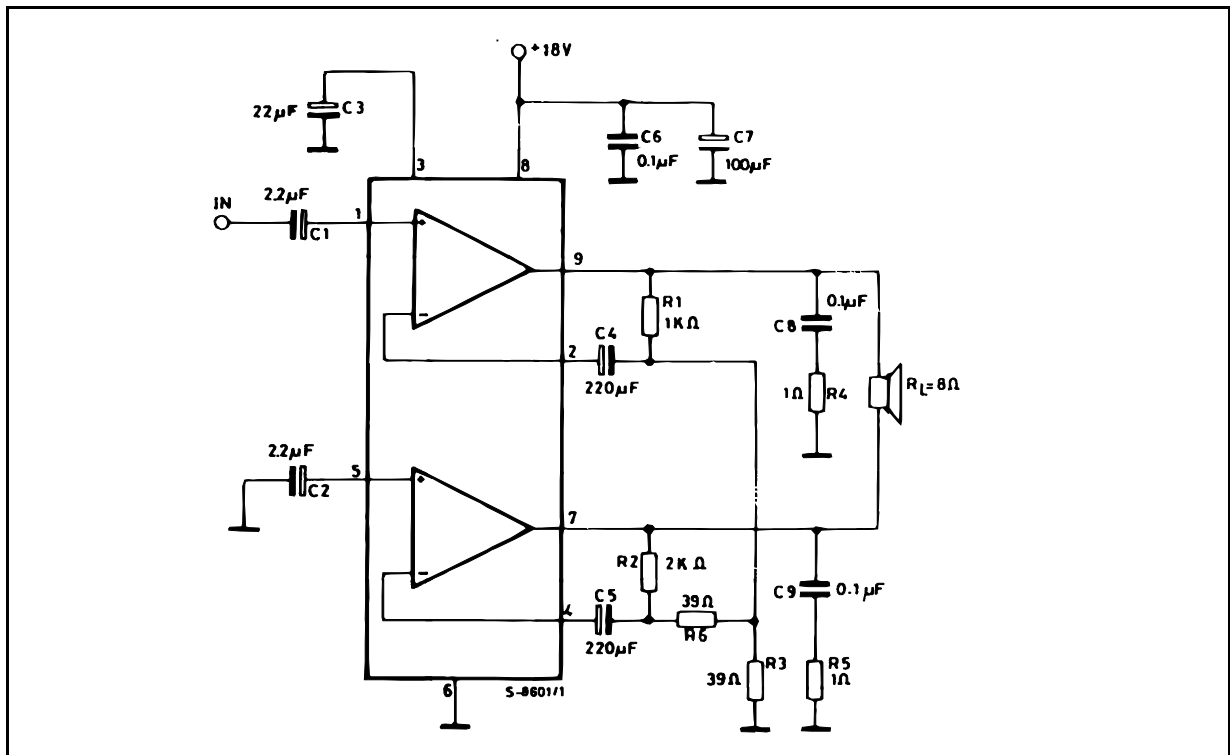 +18V
22µF
C3
C6
0.1µF
C7
100µF
3
8
IN
2.2µF
C1
1
+
−
9
R1
1KΩ
2
C4
220µF
0.1µF
C8
1Ω
R4
RL=8Ω
2.2µF
C2
5
+
−
7
R2
2KΩ
4
C5
220µF
39Ω
R6
C9
0.1µF
39Ω
R3
R5
1Ω
6
S-8601/1